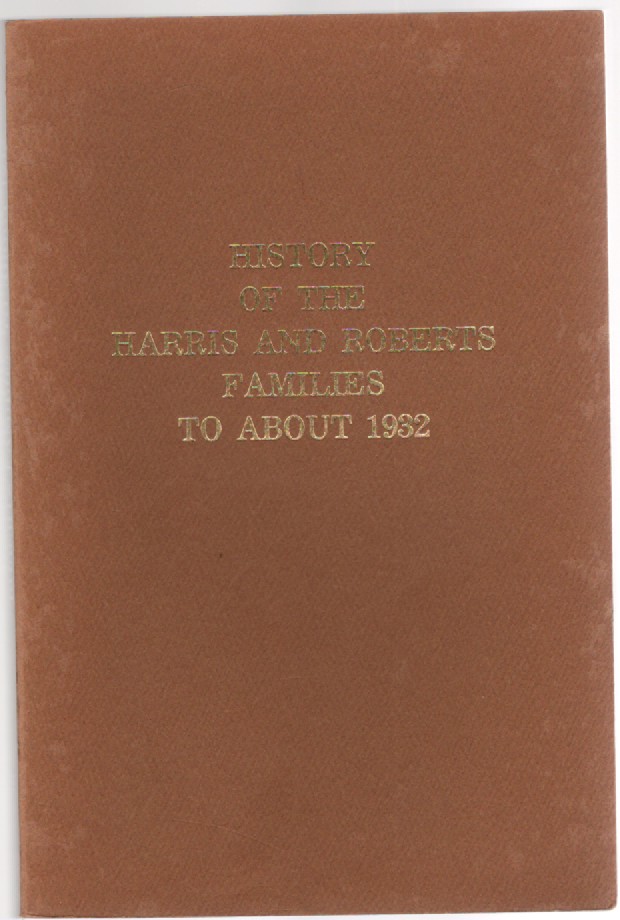 HISTORY
OF THE
HARRIS AND ROBERTS
FAMILIES
TO ABOUT 1932